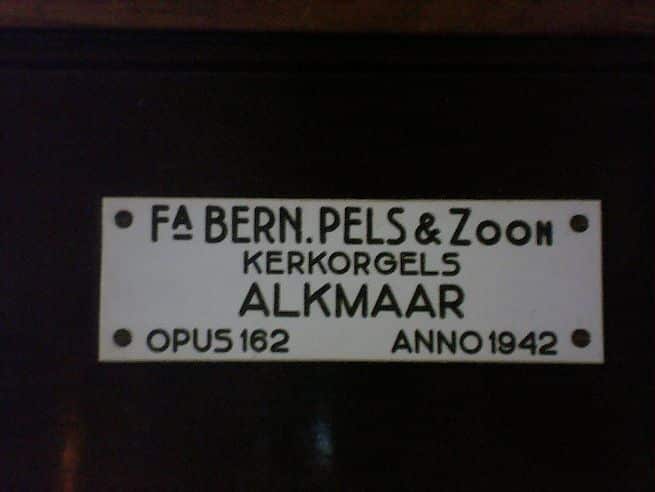 Fᴬ BERN. PELS & ZOON
KERKORGELS
ALKMAAR
OPUS 162 ANNO 1942